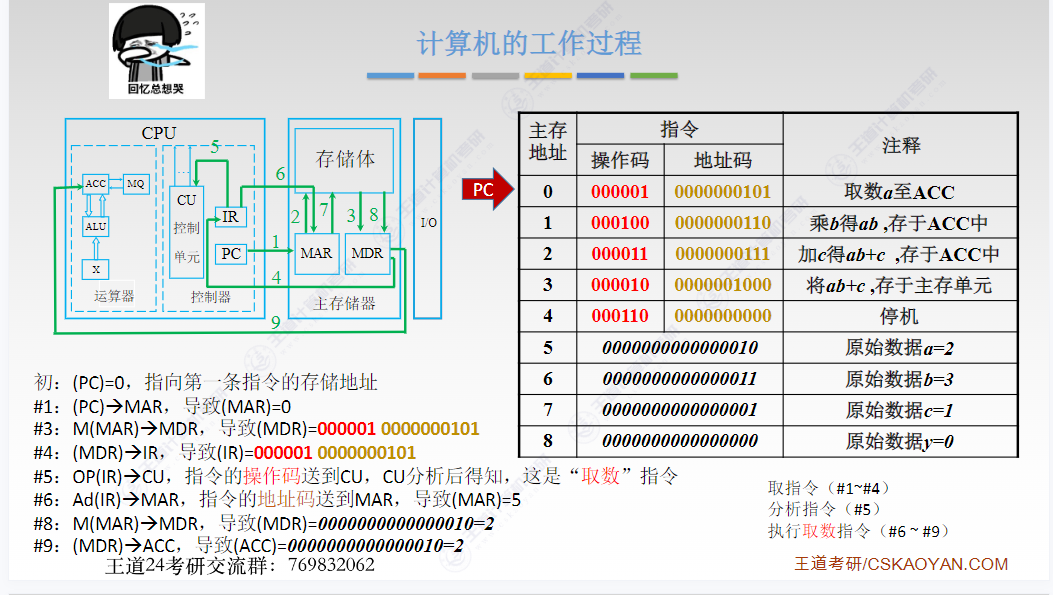 回忆总想哭
计算机的工作过程
CPU
ACC
MQ
ALU
X
运算器
...
CU
控制
单元
IR
PC
控制器
存储体
MAR
MDR
主存储器
I/O
1
2
3
4
5
6
7
8
9
PC
主存地址 指令 注释
操作码 地址码
0 000001 0000000101 取数a至ACC
1 000100 0000000110 乘b得ab ,存于ACC中
2 000011 0000000111 加c得ab+c ,存于ACC中
3 000010 0000001000 将ab+c ,存于主存单元
4 000110 0000000000 停机
5 0000000000000010 原始数据a=2
6 0000000000000011 原始数据b=3
7 0000000000000001 原始数据c=1
8 0000000000000000 原始数据y=0
初：(PC)=0，指向第一条指令的存储地址
#1：(PC)→MAR，导致(MAR)=0
#3：M(MAR)→MDR，导致(MDR)=000001 0000000101
#4：(MDR)→IR，导致(IR)=000001 0000000101
#5：OP(IR)→CU，指令的操作码送到CU，CU分析后得知，这是“取数”指令
#6：Ad(IR)→MAR，指令的地址码送到MAR，导致(MAR)=5
#8：M(MAR)→MDR，导致(MDR)=0000000000000010=2
#9：(MDR)→ACC，导致(ACC)=0000000000000010=2
王道24考研交流群：769832062
取指令（#1~#4）
分析指令（#5）
执行取数指令（#6 ~ #9）
王道考研/CSKAOYAN.COM